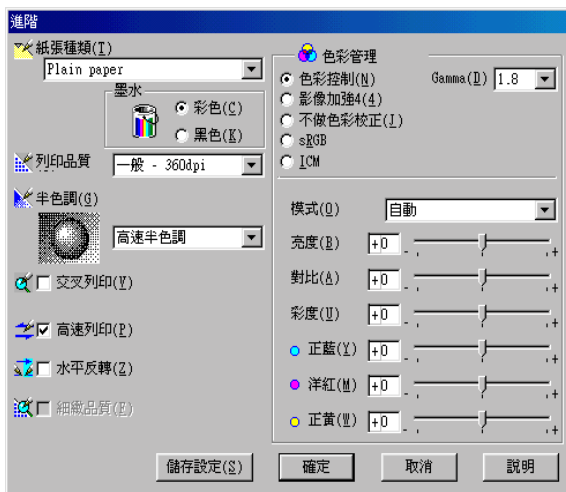 進階
紙張種類(T)
Plain paper
墨水
彩色(C)
黑色(K)
列印品質
一般 - 360dpi
半色調(G)
高速半色調
交叉列印(V)
高速列印(P)
水平反轉(Z)
細緻品質(F)
色彩管理
色彩控制(N)
Gamma(D) 1.8
影像加強4(4)
不做色彩校正(I)
sRGB
ICM
模式(O) 自動
亮度(B) +0 - +
對比(A) +0 - +
彩度(U) +0 - +
正藍(Y) +0 - +
洋紅(M) +0 - +
正黃(W) +0 - +
儲存設定(S) 確定 取消 說明